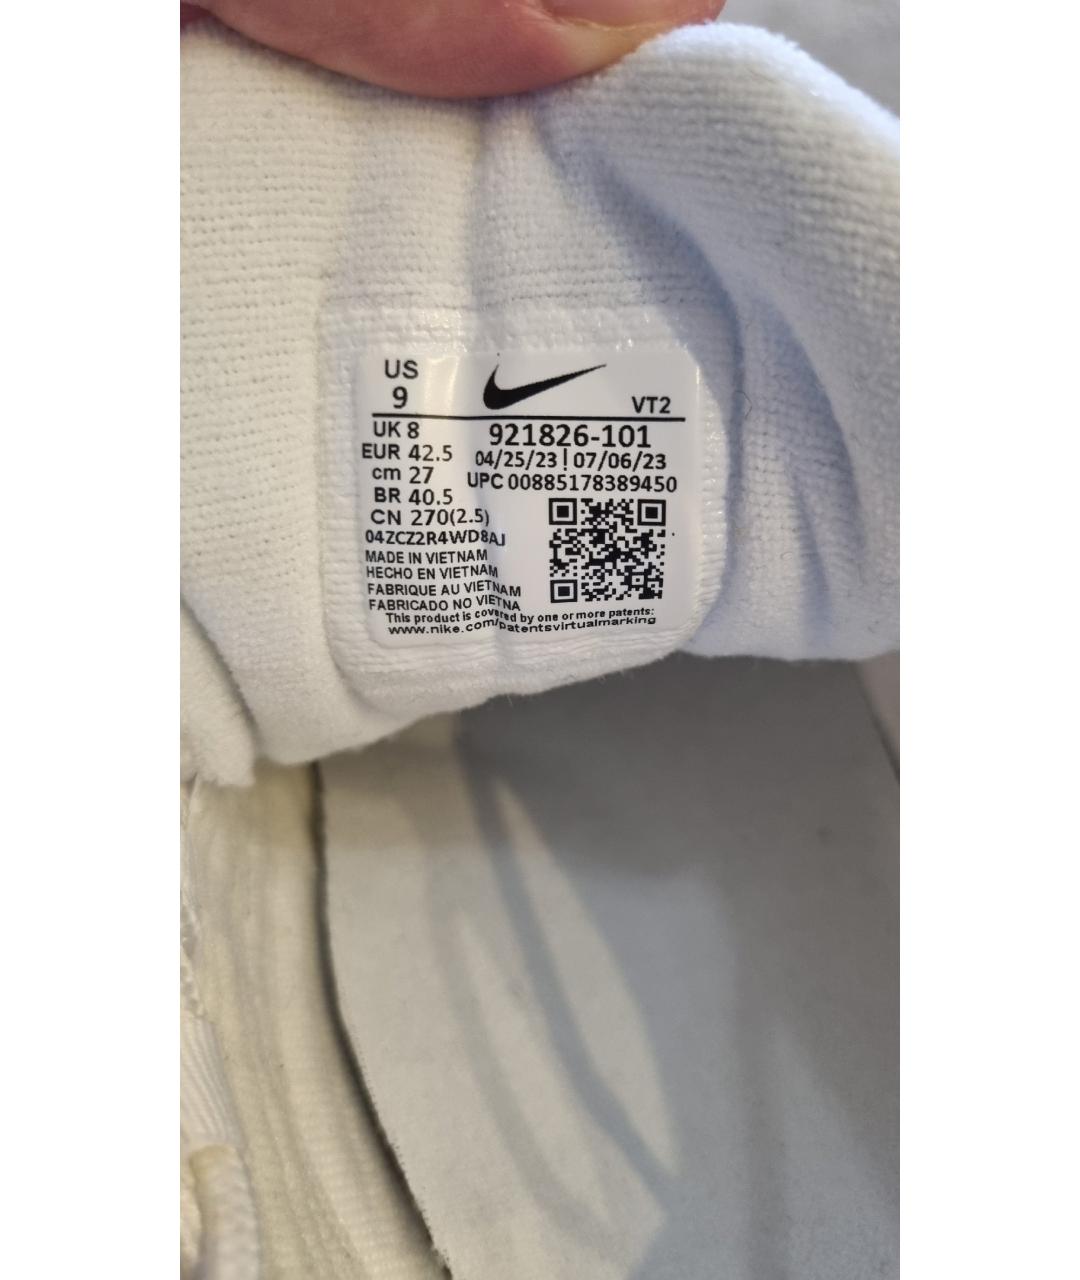 US
9
VT2
UK 8
EUR 42.5
cm 27
BR 40.5
CN 270(2.5)
04ZCZ2R4WD8AJ
921826-101
04/25/23 | 07/06/23
UPC 00885178389450
MADE IN VIETNAM
HECHO EN VIETNAM
FABRIQUE AU VIETNAM
FABRICADO NO VIETNA
This product is covered by one or more patents:
www.nike.com/patentsvirtualmarking